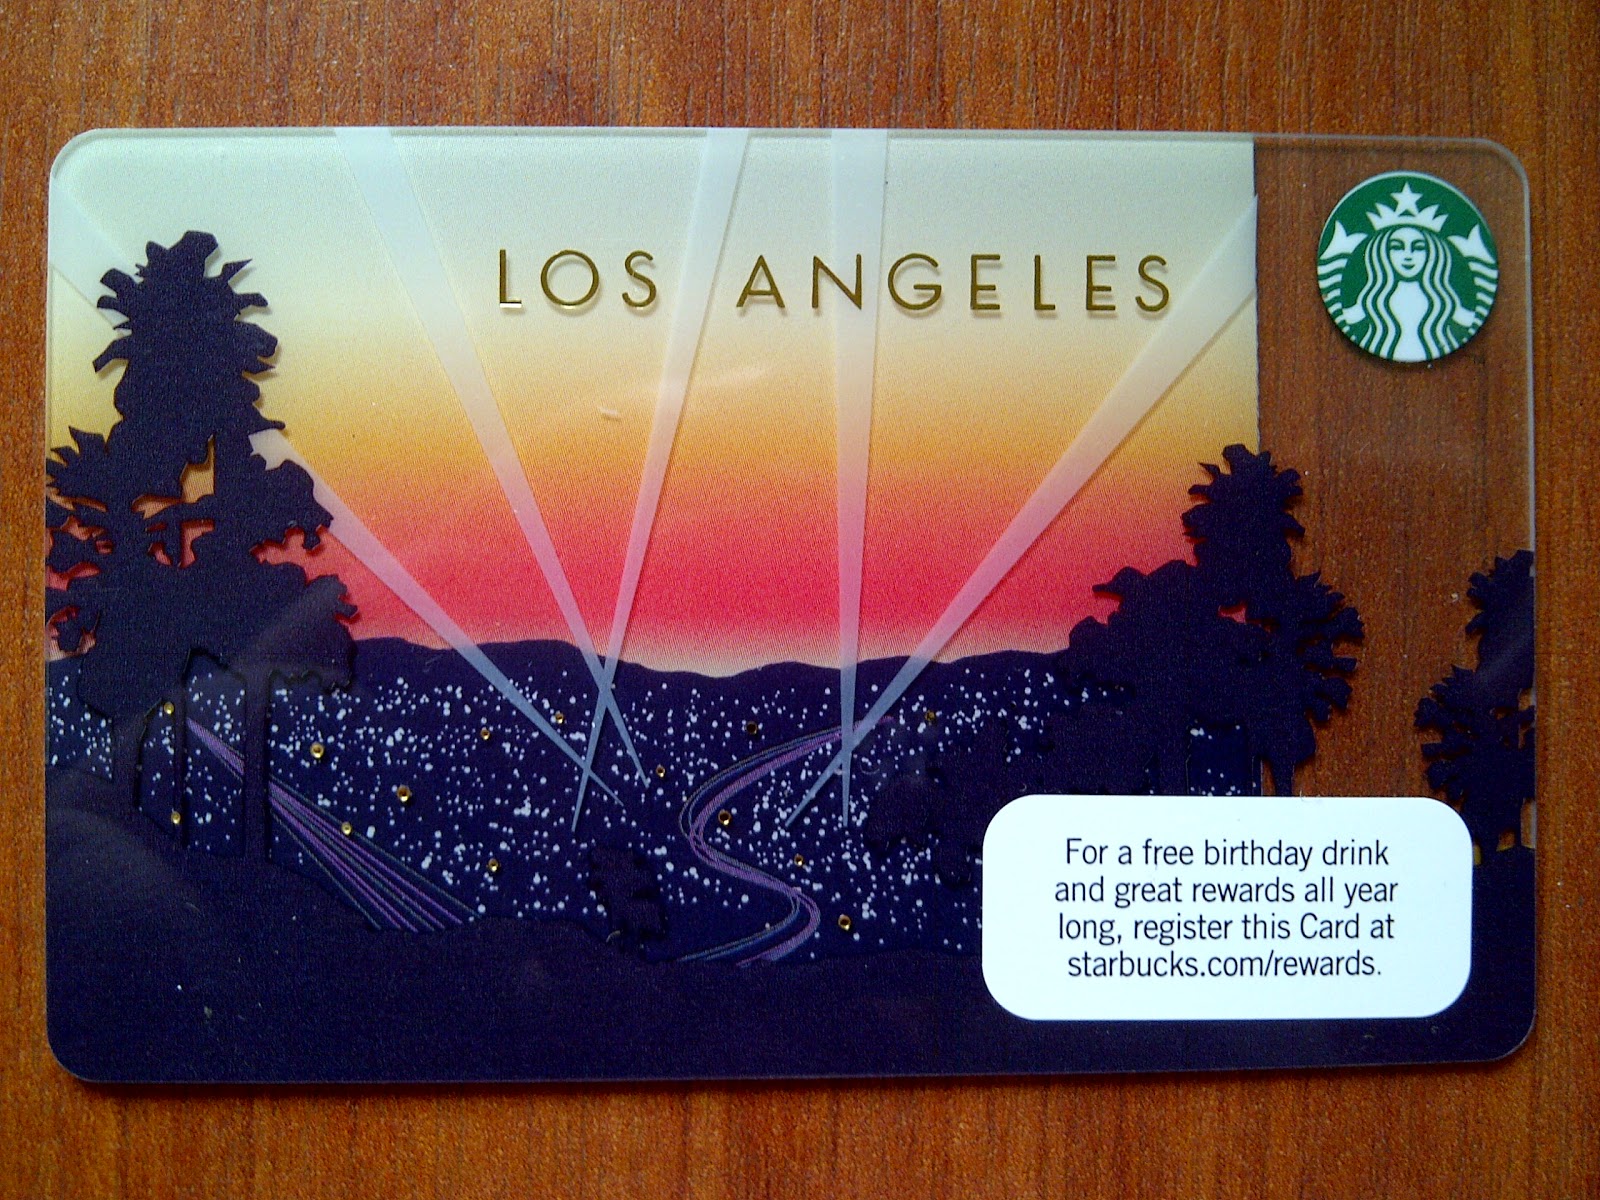 LOS ANGELES
For a free birthday drink
and great rewards all year
long, register this Card at
starbucks.com/rewards.